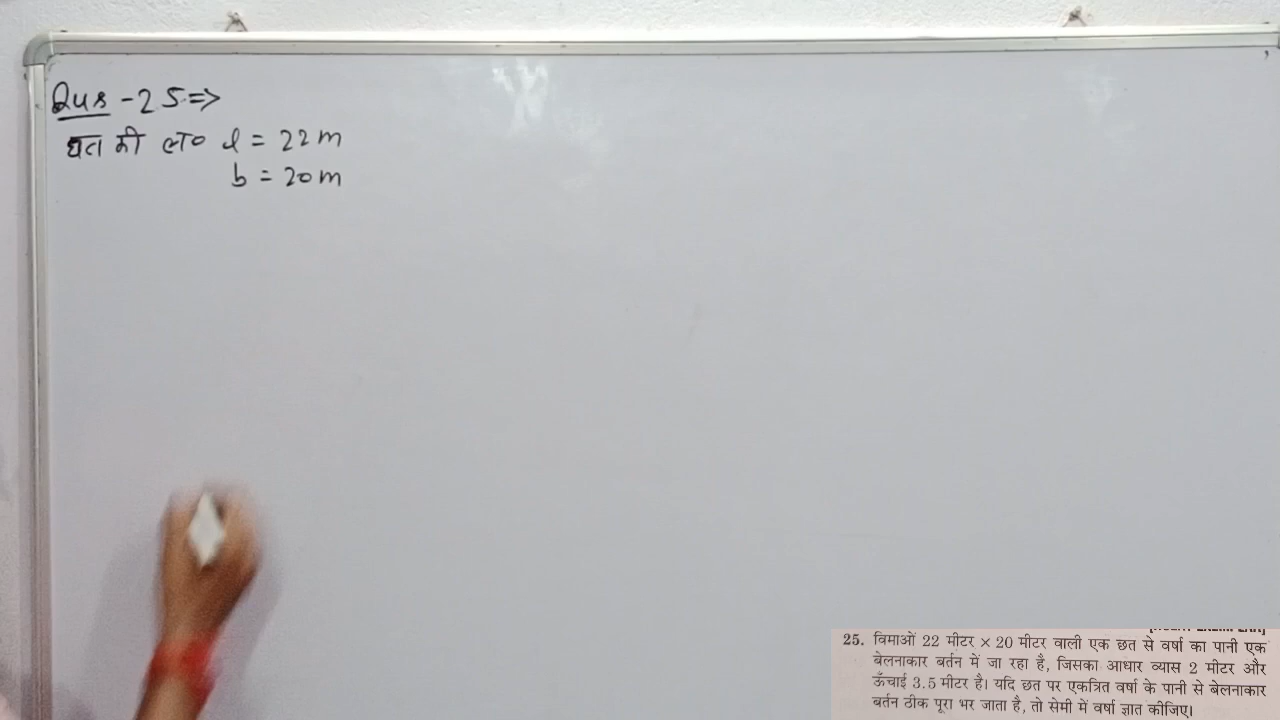 Qus - 25 ⇒
छत की ल० l = 22 m
b = 20 m
25. विमाओं 22 मीटर × 20 मीटर वाली एक छत से वर्षा का पानी एक
बेलनाकार बर्तन में जा रहा है, जिसका आधार व्यास 2 मीटर और
ऊँचाई 3.5 मीटर है। यदि छत पर एकत्रित वर्षा के पानी से बेलनाकार
बर्तन ठीक पूरा भर जाता है, तो सेमी में वर्षा ज्ञात कीजिए।